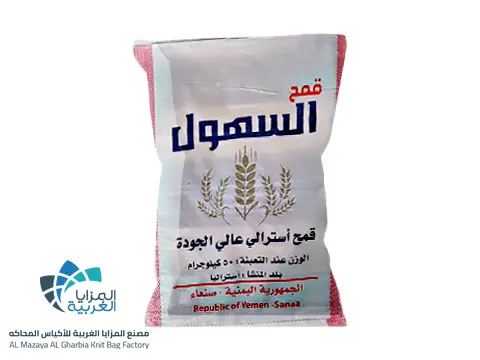 قمح
السهول
قمح أسترالي عالي الجودة
الوزن عند التعبئة: ٥٠ كيلوجرام
بلد المنشأ: أستراليا
الجمهورية اليمنية - صنعاء
Republic of Yemen -Sanaa
المزايا
الغربية
مصنع المزايا الغربية للأكياس المحاكه
AL Mazaya AL Gharbia Knit Bag Factory